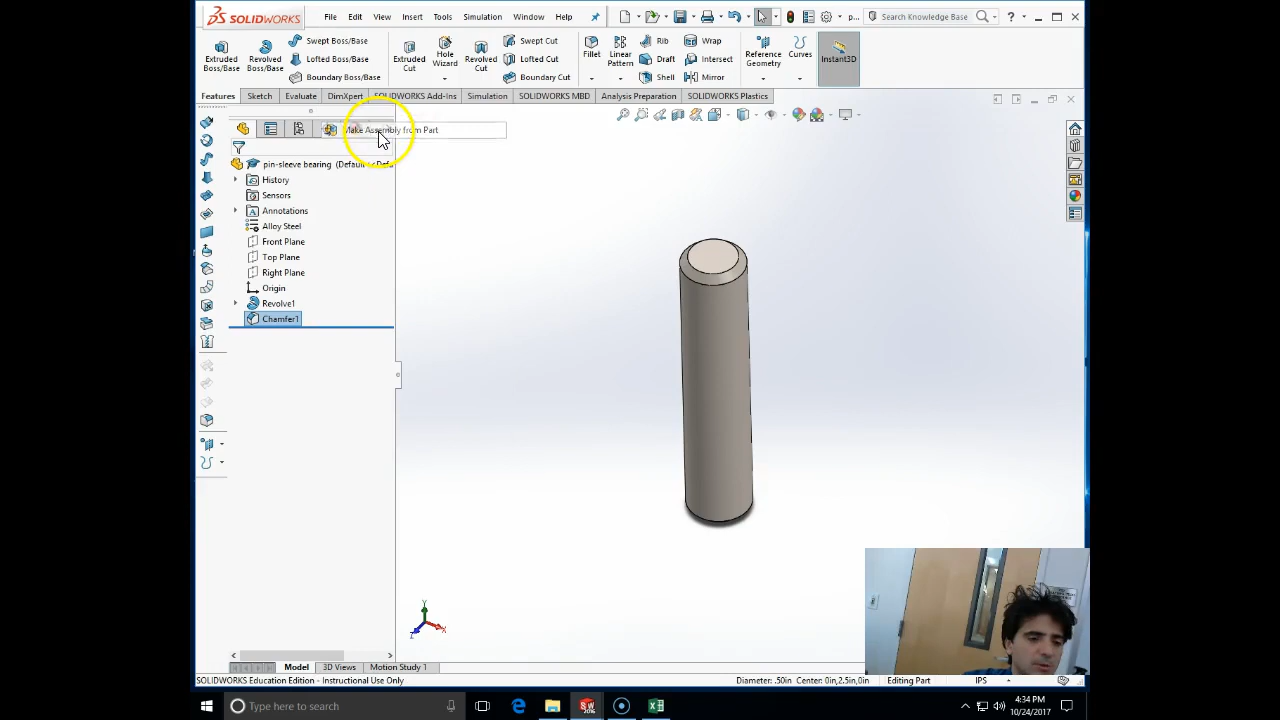 SOLIDWORKS File Edit View Insert Tools Simulation Window Help p... Search Knowledge Base ?
Extruded Boss/Base
Revolved Boss/Base
Swept Boss/Base
Lofted Boss/Base
Boundary Boss/Base
Extruded Cut
Hole Wizard
Revolved Cut
Swept Cut
Lofted Cut
Boundary Cut
Fillet
Linear Pattern
Rib
Draft
Shell
Wrap
Intersect
Mirror
Reference Geometry
Curves
Instant3D
Features Sketch Evaluate DimXpert SOLIDWORKS Add-Ins Simulation SOLIDWORKS MBD Analysis Preparation SOLIDWORKS Plastics
Make Assembly from Part
pin-sleeve bearing (Default<<Defa
History
Sensors
Annotations
Alloy Steel
Front Plane
Top Plane
Right Plane
Origin
Revolve1
Chamfer1
Y
X
Z
Model 3D Views Motion Study 1
SOLIDWORKS Education Edition - Instructional Use Only Diameter: .50in Center: 0in,2.5in,0in Editing Part IPS
Type here to search
SW
2016
4:34 PM
10/24/2017